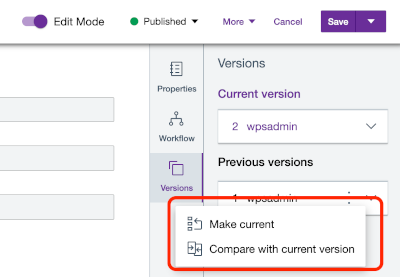 Edit Mode
Published
More
Cancel
Save
Properties
Workflow
Versions
Versions
Current version
2 wpsadmin
Previous versions
1 wpsadmin
Make current
Compare with current version